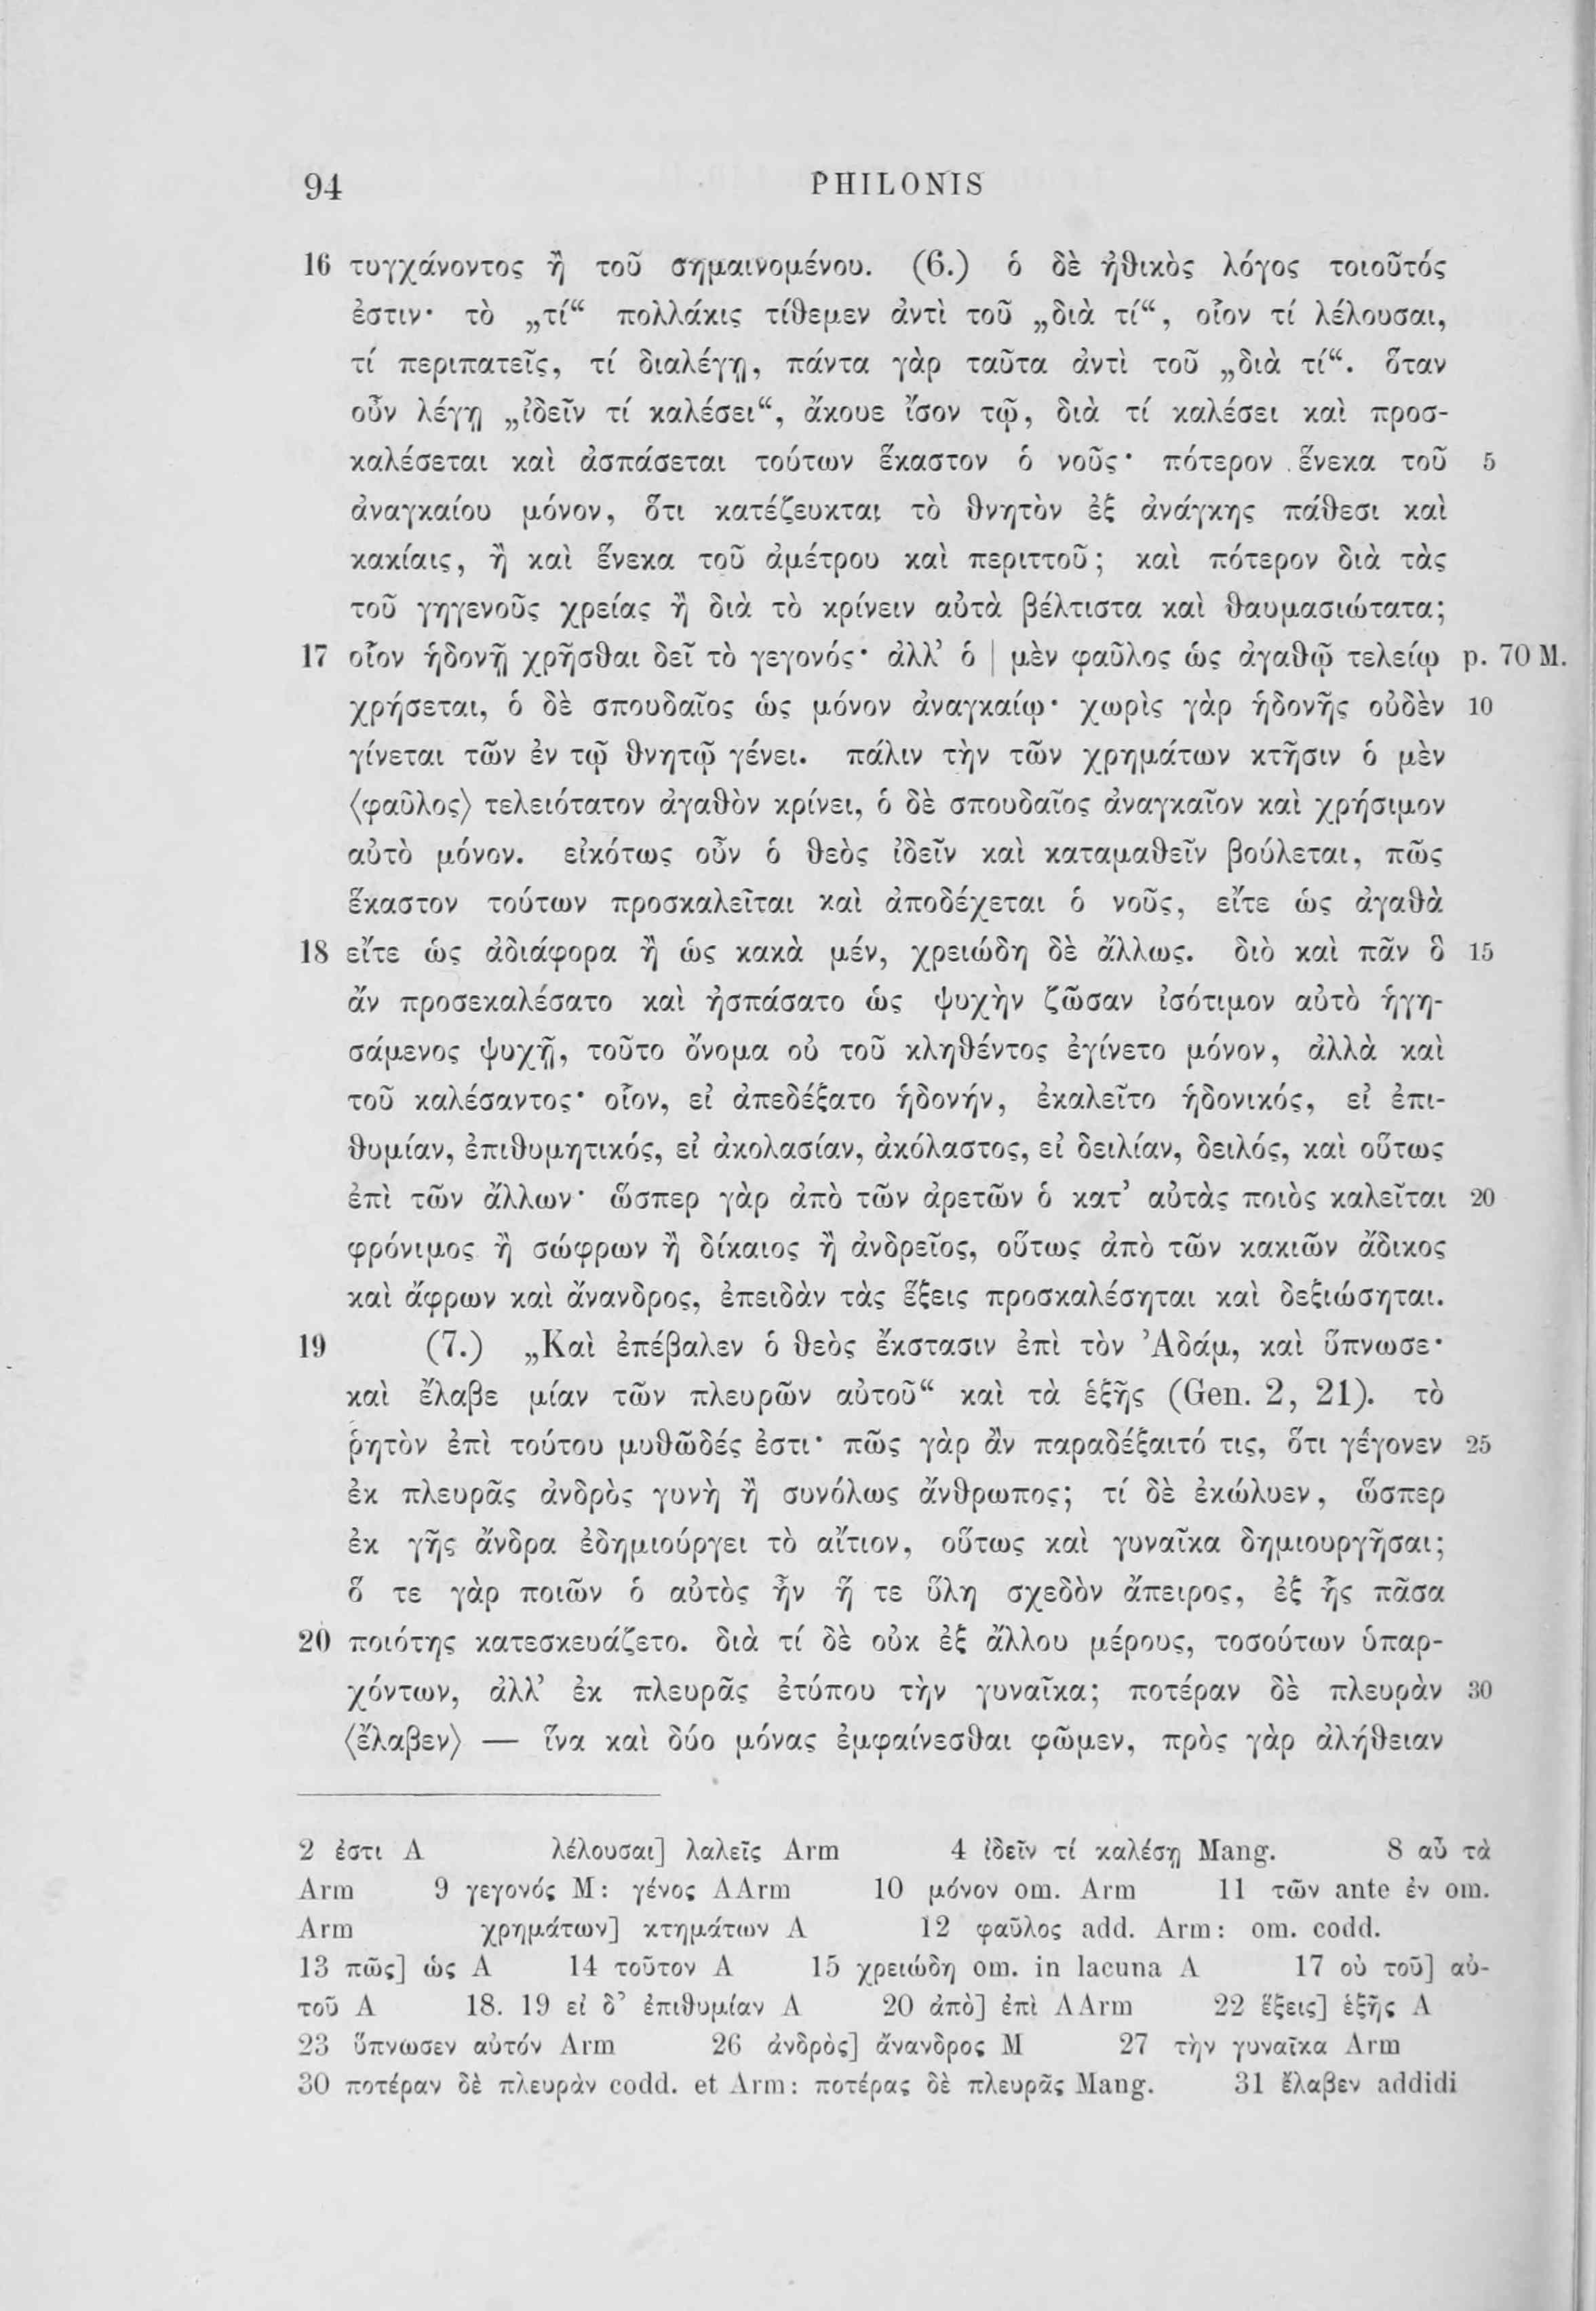 94 PHILONIS
16 τυγχάνοντος ἢ τοῦ σημαινομένου. (6.) ὁ δὲ ἠθικὸς λόγος τοιοῦτός
ἐστιν· τὸ „τί“ πολλάκις τίθεμεν ἀντὶ τοῦ „διὰ τί“, οἷον τί λέλουσαι,
τί περιπατεῖς, τί διαλέγῃ, πάντα γὰρ ταῦτα ἀντὶ τοῦ „διὰ τί“. ὅταν
οὖν λέγῃ „ἰδεῖν τί καλέσει“, ἄκουε ἴσον τῷ, διὰ τί καλέσει καὶ προσ-
καλέσεται καὶ ἀσπάσεται τούτων ἕκαστον ὁ νοῦς· πότερον ἕνεκα τοῦ 5
ἀναγκαίου μόνον, ὅτι κατέζευκται τὸ θνητὸν ἐξ ἀνάγκης πάθεσι καὶ
κακίαις, ἢ καὶ ἕνεκα τοῦ ἀμέτρου καὶ περιττοῦ; καὶ πότερον διὰ τὰς
τοῦ γηγενοῦς χρείας ἢ διὰ τὸ κρίνειν αὐτὰ βέλτιστα καὶ θαυμασιώτατα;
17 οἷον ἡδονῇ χρῆσθαι δεῖ τὸ γεγονός· ἀλλ’ ὁ | μὲν φαῦλος ὡς ἀγαθῷ τελείῳ p. 70 M.
χρήσεται, ὁ δὲ σπουδαῖος ὡς μόνον ἀναγκαίῳ· χωρὶς γὰρ ἡδονῆς οὐδὲν 10
γίνεται τῶν ἐν τῷ θνητῷ γένει. πάλιν τὴν τῶν χρημάτων κτῆσιν ὁ μὲν
⟨φαῦλος⟩ τελειότατον ἀγαθὸν κρίνει, ὁ δὲ σπουδαῖος ἀναγκαῖον καὶ χρήσιμον
αὐτὸ μόνον. εἰκότως οὖν ὁ θεὸς ἰδεῖν καὶ καταμαθεῖν βούλεται, πῶς
ἕκαστον τούτων προσκαλεῖται καὶ ἀποδέχεται ὁ νοῦς, εἴτε ὡς ἀγαθὰ
18 εἴτε ὡς ἀδιάφορα ἢ ὡς κακὰ μέν, χρειώδη δὲ ἄλλως. διὸ καὶ πᾶν ὃ 15
ἄν προσεκαλέσατο καὶ ἠσπάσατο ὡς ψυχὴν ζῶσαν ἰσότιμον αὐτὸ ἡγη-
σάμενος ψυχῇ, τοῦτο ὄνομα οὐ τοῦ κληθέντος ἐγίνετο μόνον, ἀλλὰ καὶ
τοῦ καλέσαντος· οἷον, εἰ ἀπεδέξατο ἡδονήν, ἐκαλεῖτο ἡδονικός, εἰ ἐπι-
θυμίαν, ἐπιθυμητικός, εἰ ἀκολασίαν, ἀκόλαστος, εἰ δειλίαν, δειλός, καὶ οὕτως
ἐπὶ τῶν ἄλλων· ὥσπερ γὰρ ἀπὸ τῶν ἀρετῶν ὁ κατ’ αὐτὰς ποιὸς καλεῖται 20
φρόνιμος ἢ σώφρων ἢ δίκαιος ἢ ἀνδρεῖος, οὕτως ἀπὸ τῶν κακιῶν ἄδικος
καὶ ἄφρων καὶ ἄνανδρος, ἐπειδὰν τὰς ἕξεις προσκαλέσηται καὶ δεξιώσηται.
19 (7.) „Καὶ ἐπέβαλεν ὁ θεὸς ἔκστασιν ἐπὶ τὸν Ἀδάμ, καὶ ὕπνωσε·
καὶ ἔλαβε μίαν τῶν πλευρῶν αὐτοῦ“ καὶ τὰ ἑξῆς (Gen. 2, 21). τὸ
ῥητὸν ἐπὶ τούτου μυθῶδές ἐστι· πῶς γὰρ ἂν παραδέξαιτό τις, ὅτι γέγονεν 25
ἐκ πλευρᾶς ἀνδρὸς γυνὴ ἢ συνόλως ἄνθρωπος; τί δὲ ἐκώλυεν, ὥσπερ
ἐκ γῆς ἄνδρα ἐδημιούργει τὸ αἴτιον, οὕτως καὶ γυναῖκα δημιουργῆσαι;
ὅ τε γὰρ ποιῶν ὁ αὐτὸς ἦν ἥ τε ὕλη σχεδὸν ἄπειρος, ἐξ ἧς πᾶσα
20 ποιότης κατεσκευάζετο. διὰ τί δὲ οὐκ ἐξ ἄλλου μέρους, τοσούτων ὑπαρ-
χόντων, ἀλλ’ ἐκ πλευρᾶς ἐτύπου τὴν γυναῖκα; ποτέραν δὲ πλευρὰν 30
⟨ἔλαβεν⟩ — ἵνα καὶ δύο μόνας ἐμφαίνεσθαι φῶμεν, πρὸς γὰρ ἀλήθειαν
2 ἐστι A λέλουσαι] λαλεῖς Arm 4 ἰδεῖν τί καλέσῃ Mang. 8 αὖ τὰ
Arm 9 γεγονός M: γένος AArm 10 μόνον om. Arm 11 τῶν ante ἐν om.
Arm χρημάτων] κτημάτων A 12 φαῦλος add. Arm: om. codd.
13 πῶς] ὡς A 14 τοῦτον A 15 χρειώδη om. in lacuna A 17 οὐ τοῦ] αὐ-
τοῦ A 18. 19 εἰ δ’ ἐπιθυμίαν A 20 ἀπὸ] ἐπὶ AArm 22 ἕξεις] ἑξῆς A
23 ὕπνωσεν αὐτόν Arm 26 ἀνδρὸς] ἄνανδρος M 27 τὴν γυναῖκα Arm
30 ποτέραν δὲ πλευρὰν codd. et Arm: ποτέρας δὲ πλευρᾶς Mang. 31 ἔλαβεν addidi